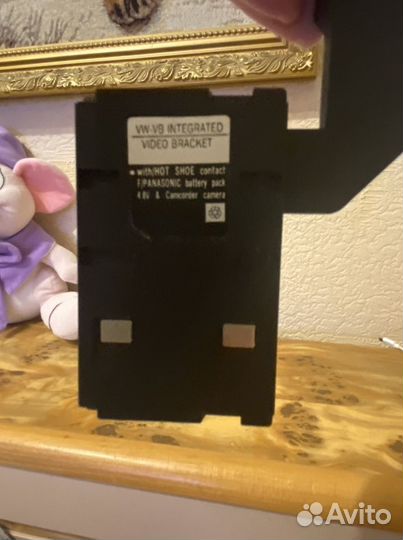 VW-VB INTEGRATED
VIDEO BRACKET
• with/HOT SHOE contact
F/PANASONIC battery pack
4.8V & Camcorder camera
Avito